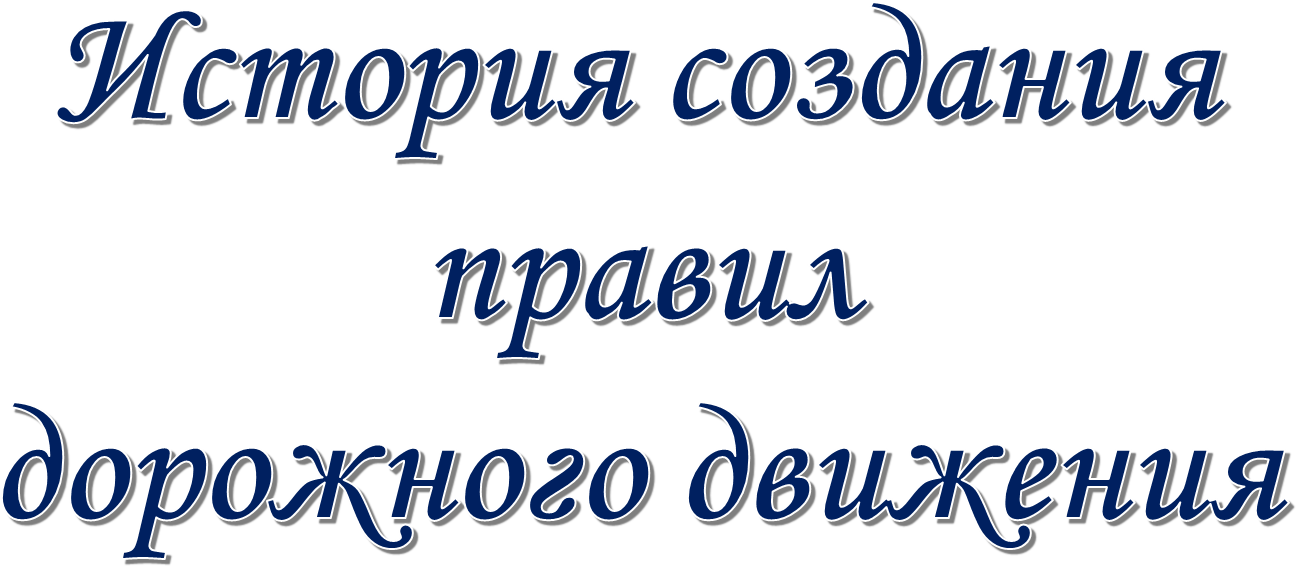 История создания
правил
дорожного движения